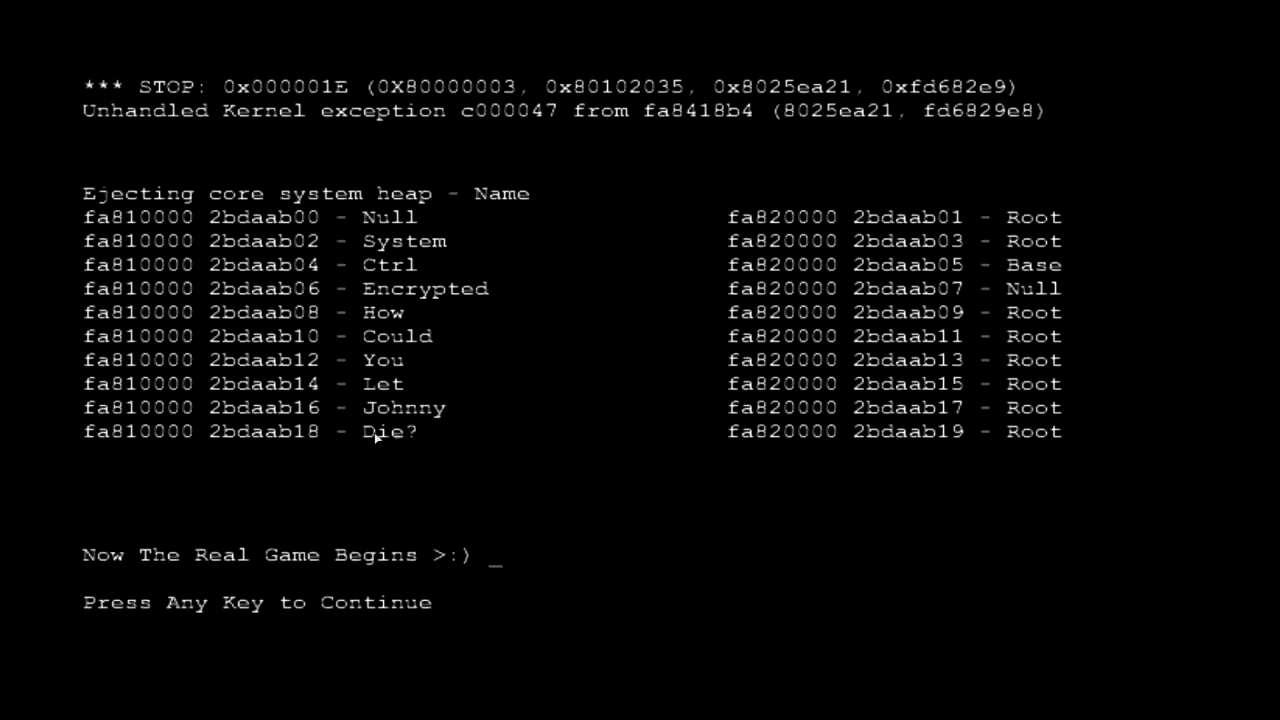 *** STOP: 0x000001E (0X80000003, 0x80102035, 0x8025ea21, 0xfd682e9)
Unhandled Kernel exception c000047 from fa8418b4 (8025ea21, fd6829e8)
Ejecting core system heap - Name
fa810000 2bdaab00 - Null fa820000 2bdaab01 - Root
fa810000 2bdaab02 - System fa820000 2bdaab03 - Root
fa810000 2bdaab04 - Ctrl fa820000 2bdaab05 - Base
fa810000 2bdaab06 - Encrypted fa820000 2bdaab07 - Null
fa810000 2bdaab08 - How fa820000 2bdaab09 - Root
fa810000 2bdaab10 - Could fa820000 2bdaab11 - Root
fa810000 2bdaab12 - You fa820000 2bdaab13 - Root
fa810000 2bdaab14 - Let fa820000 2bdaab15 - Root
fa810000 2bdaab16 - Johnny fa820000 2bdaab17 - Root
fa810000 2bdaab18 - Die? fa820000 2bdaab19 - Root
Now The Real Game Begins >:) _
Press Any Key to Continue